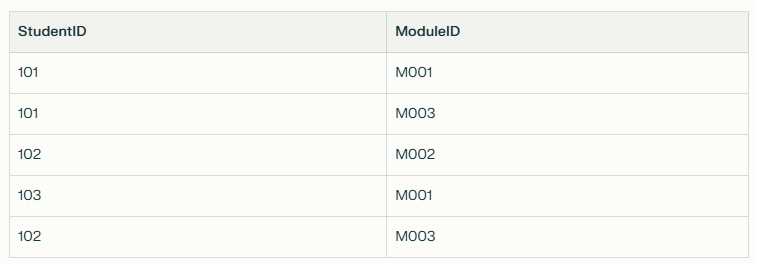 StudentID ModuleID
101 M001
101 M003
102 M002
103 M001
102 M003